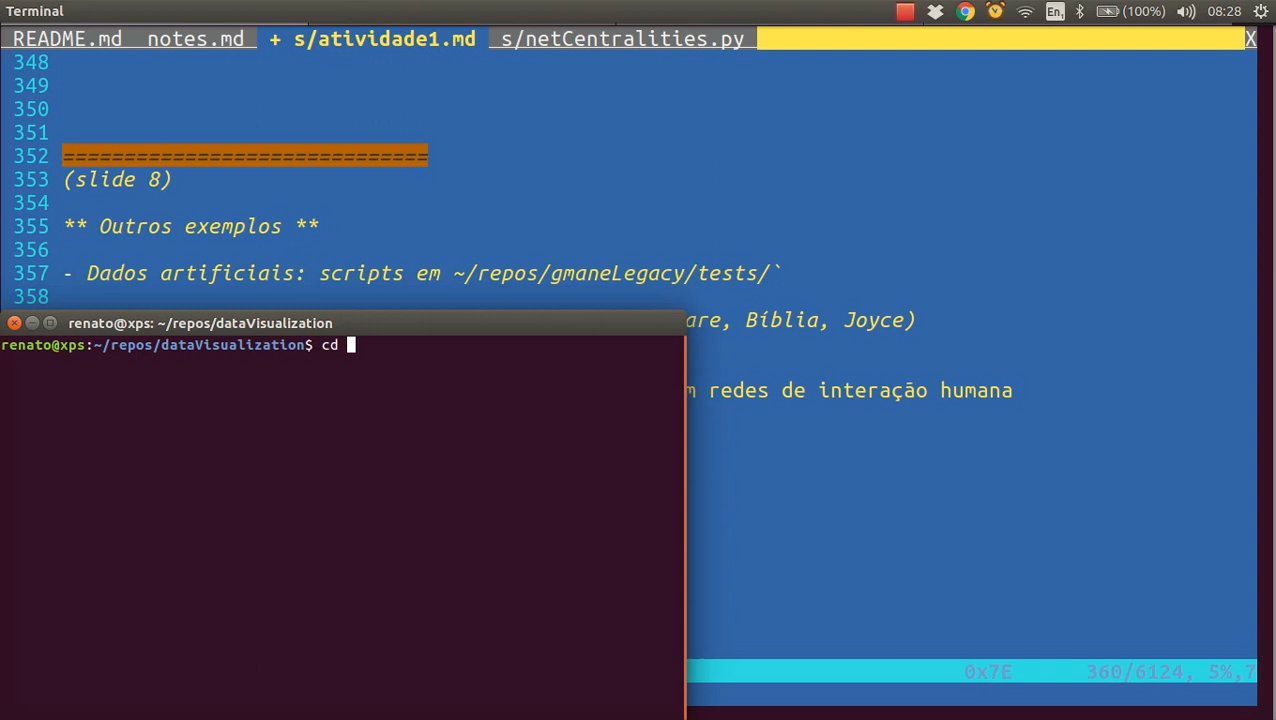 Terminal
En1 (100%) 08:28
README.md notes.md + s/atividade1.md s/netCentralities.py X
348
349
350
351
352 ==============================
353 (slide 8)
354
355 ** Outros exemplos **
356
357 - Dados artificiais: scripts em ~/repos/gmaneLegacy/tests/`
358
are, Bíblia, Joyce)
redes de interação humana
renato@xps: ~/repos/dataVisualization
renato@xps:~/repos/dataVisualization$ cd
0x7E 360/6124, 5%,7